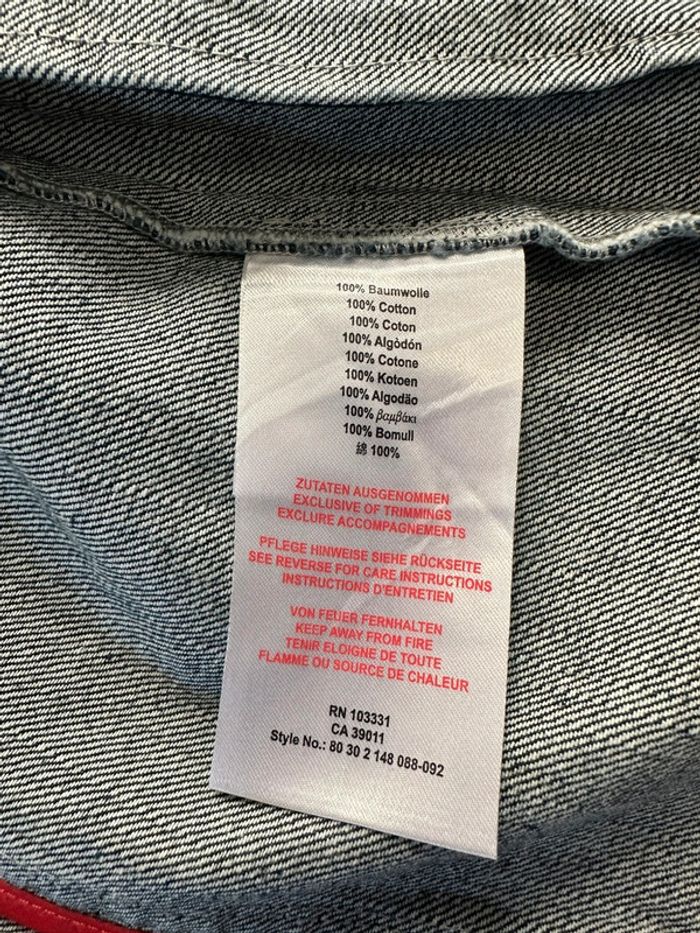 100% Baumwolle
100% Cotton
100% Coton
100% Algòdón
100% Cotone
100% Kotoen
100% Algodão
100% βαμβάκι
100% Bomull
綿 100%
ZUTATEN AUSGENOMMEN
EXCLUSIVE OF TRIMMINGS
EXCLURE ACCOMPAGNEMENTS
PFLEGE HINWEISE SIEHE RÜCKSEITE
SEE REVERSE FOR CARE INSTRUCTIONS
INSTRUCTIONS D'ENTRETIEN
VON FEUER FERNHALTEN
KEEP AWAY FROM FIRE
TENIR ELOIGNE DE TOUTE
FLAMME OU SOURCE DE CHALEUR
RN 103331
CA 39011
Style No.: 80 30 2 148 088-092